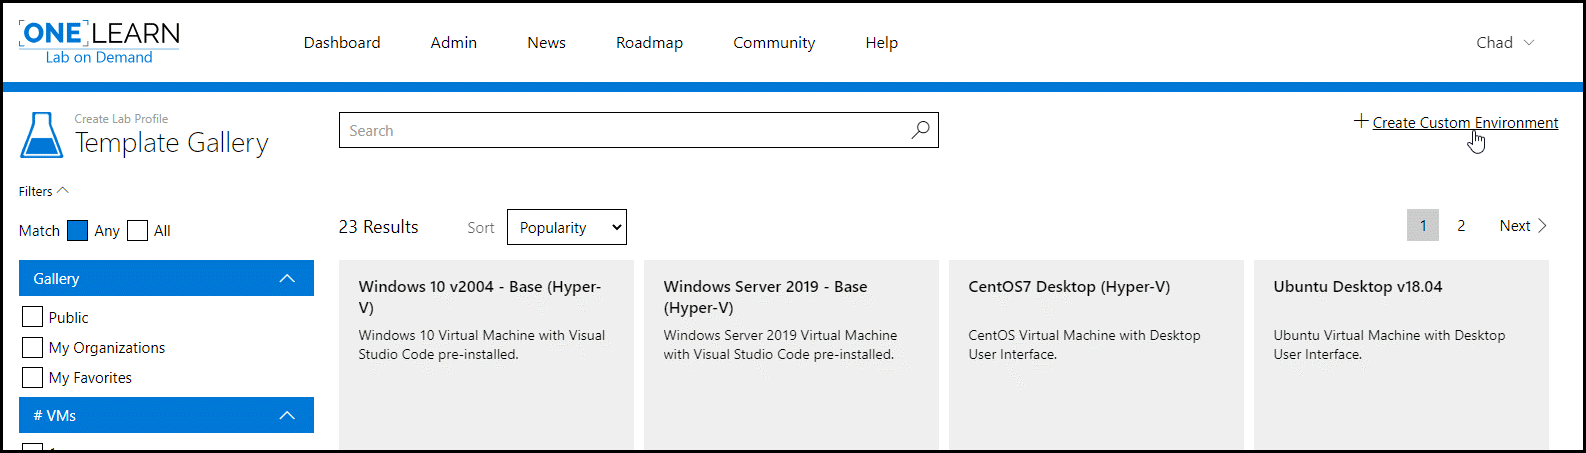 ONE LEARN
Lab on Demand
Dashboard Admin News Roadmap Community Help
Chad
Create Lab Profile
Template Gallery
Search
Create Custom Environment
Filters
Match Any All
23 Results Sort Popularity
1 2 Next
Gallery
Public
My Organizations
My Favorites
# VMs
Windows 10 v2004 - Base (Hyper-
V)
Windows 10 Virtual Machine with Visual
Studio Code pre-installed.
Windows Server 2019 - Base
(Hyper-V)
Windows Server 2019 Virtual Machine
with Visual Studio Code pre-installed.
CentOS7 Desktop (Hyper-V)
CentOS Virtual Machine with Desktop
User Interface.
Ubuntu Desktop v18.04
Ubuntu Virtual Machine with Desktop
User Interface.